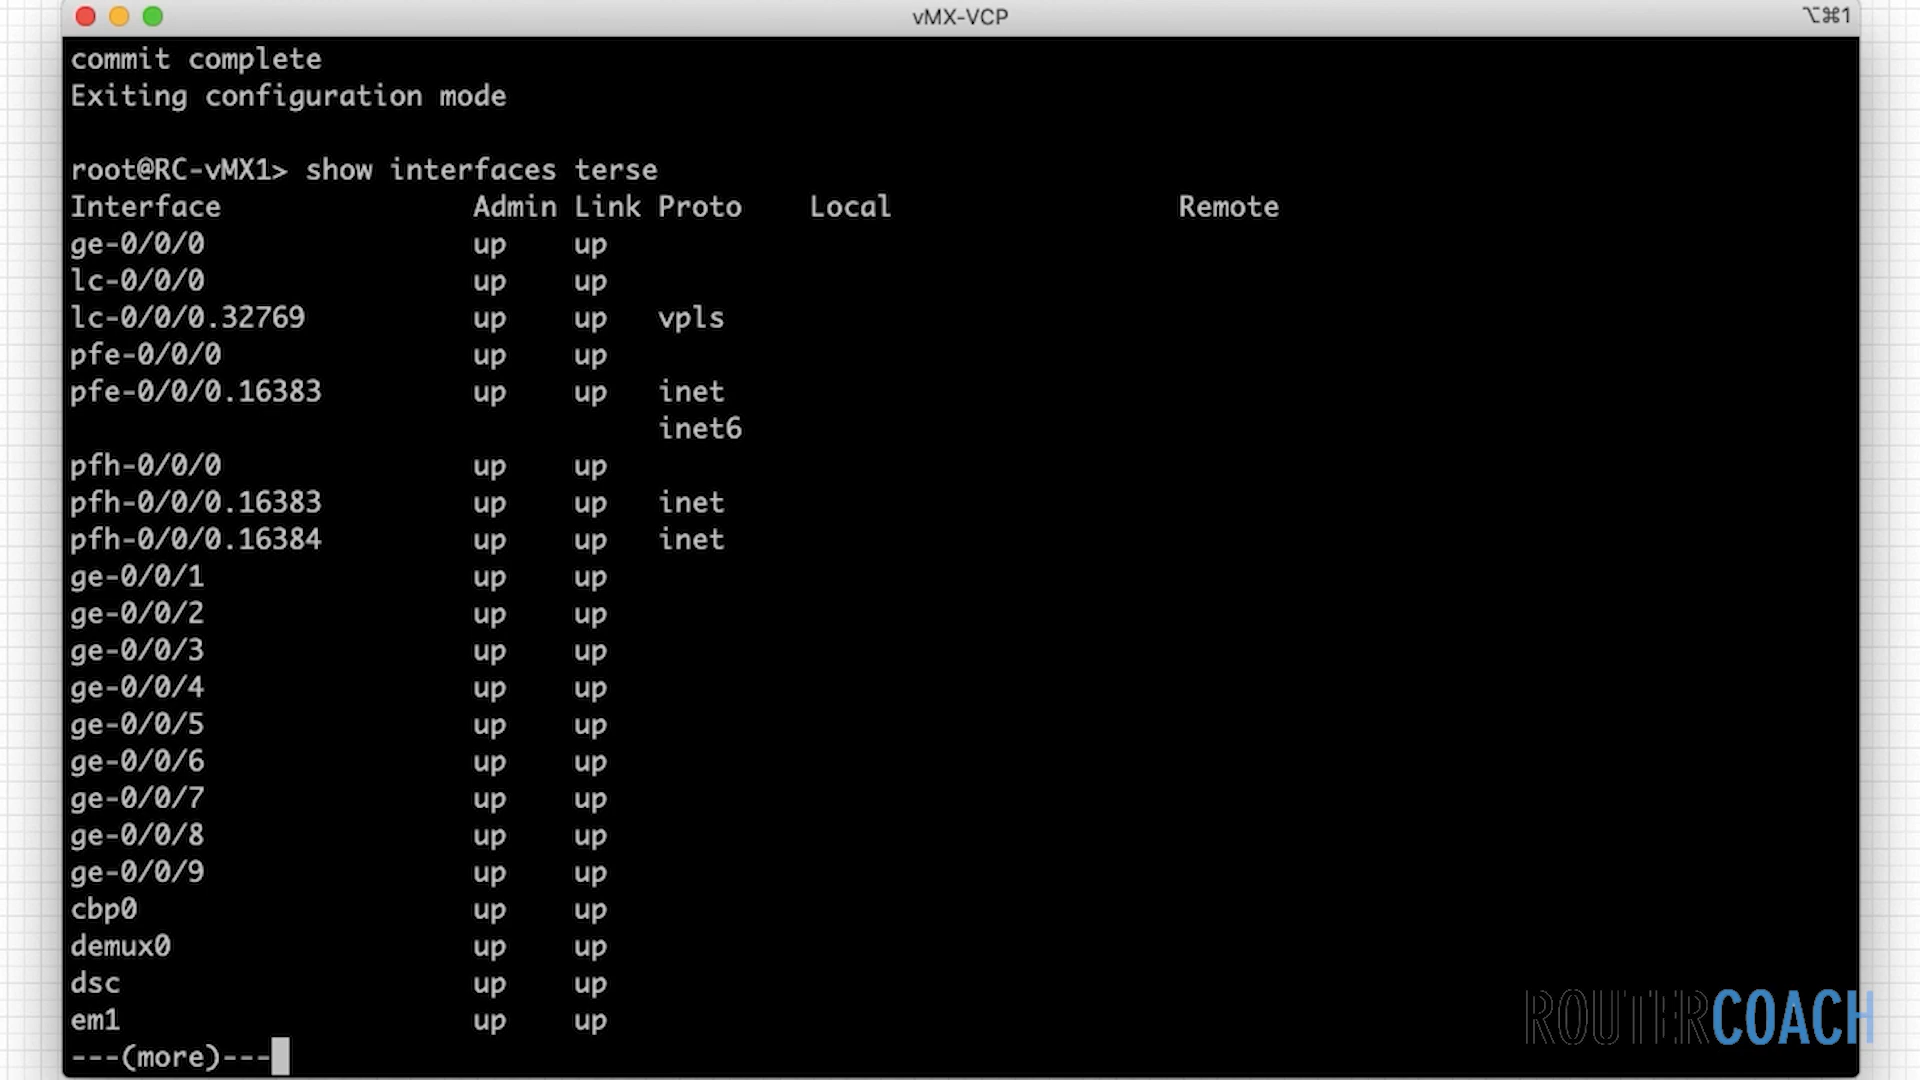 vMX-VCP
⌥⌘1
commit complete
Exiting configuration mode
root@RC-vMX1> show interfaces terse
Interface Admin Link Proto Local Remote
ge-0/0/0 up up
lc-0/0/0 up up
lc-0/0/0.32769 up up vpls
pfe-0/0/0 up up
pfe-0/0/0.16383 up up inet
inet6
pfh-0/0/0 up up
pfh-0/0/0.16383 up up inet
pfh-0/0/0.16384 up up inet
ge-0/0/1 up up
ge-0/0/2 up up
ge-0/0/3 up up
ge-0/0/4 up up
ge-0/0/5 up up
ge-0/0/6 up up
ge-0/0/7 up up
ge-0/0/8 up up
ge-0/0/9 up up
cbp0 up up
demux0 up up
dsc up up
em1 up up
---(more)---
ROUTERCOACH